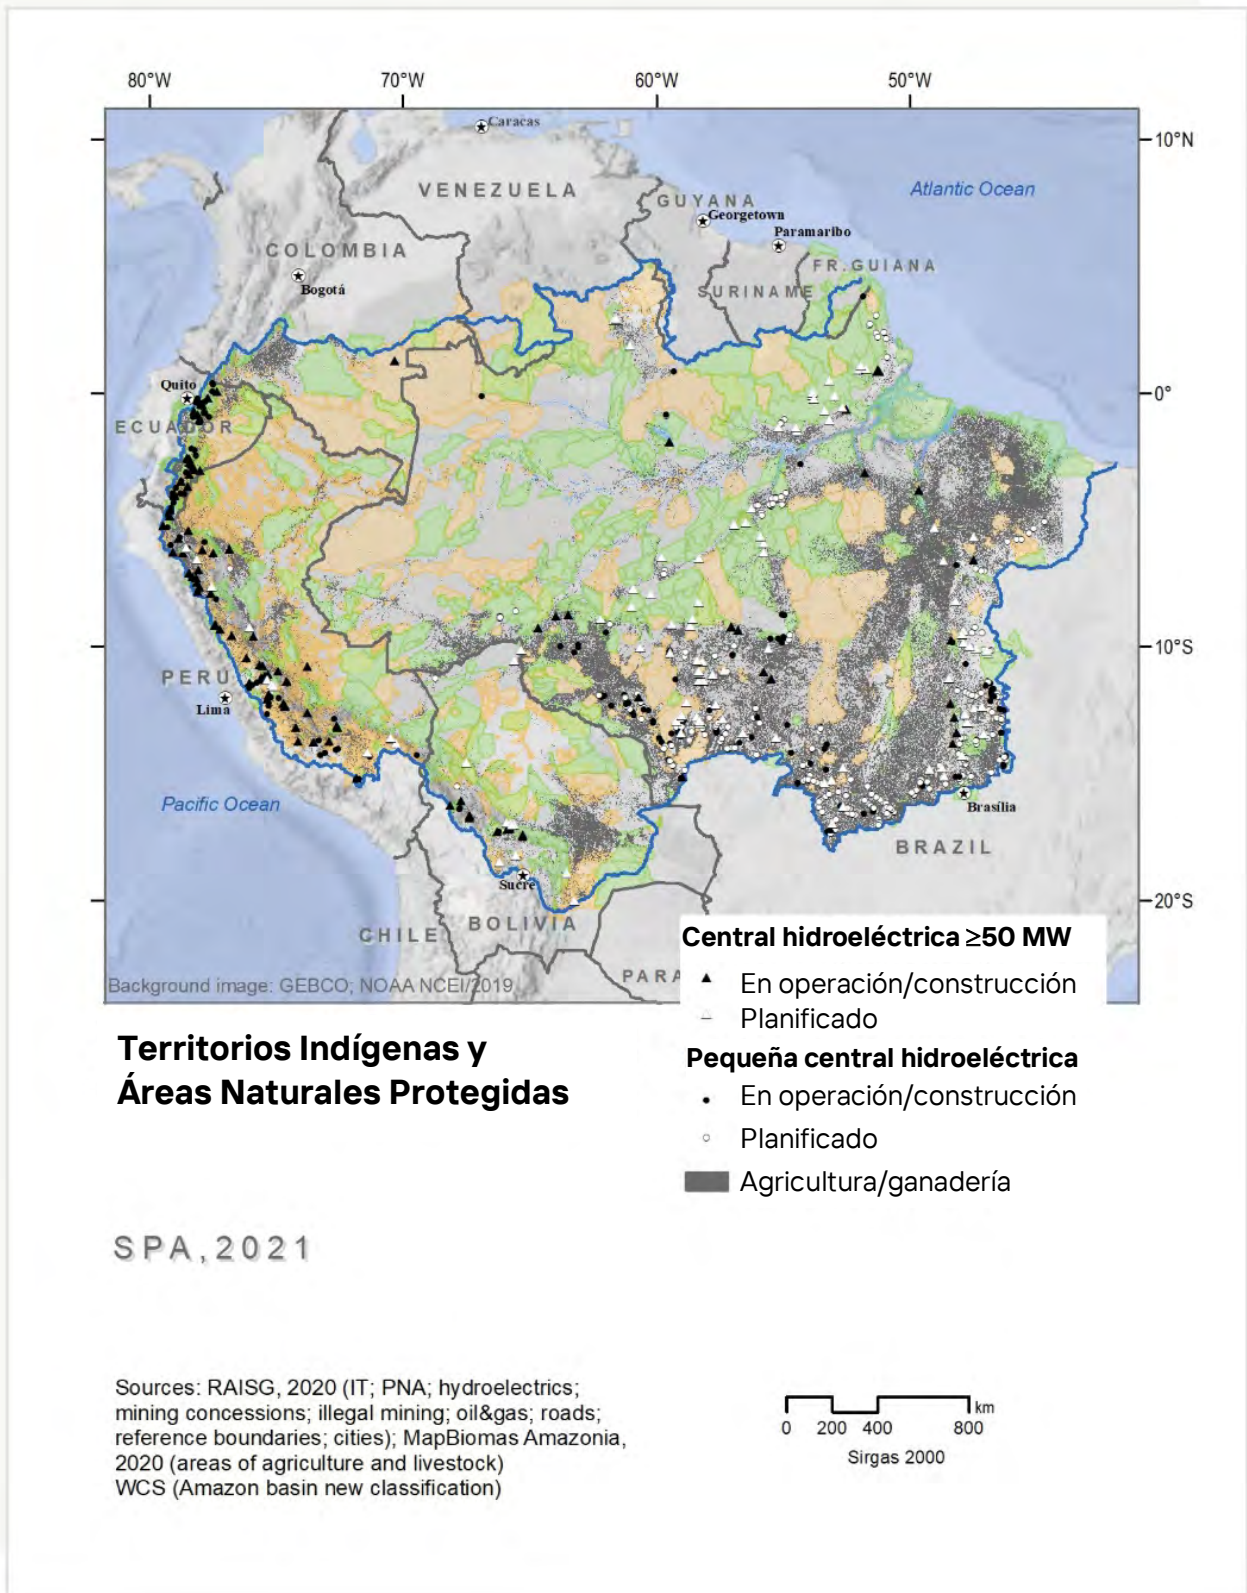 80°W 70°W 60°W 50°W
Caracas
10°N
VENEZUELA
Atlantic Ocean
GUYANA
Georgetown
Paramaribo
COLOMBIA
FR. GUIANA
Bogotá
SURINAME
Quito
0°
ECUADOR
10°S
PERU
Lima
Pacific Ocean
Brasília
BRAZIL
Sucre
20°S
BOLIVIA
CHILE
PARA
Background image: GEBCO; NOAA NCEI/2019
Central hidroeléctrica ≥50 MW
En operación/construcción
Planificado
Pequeña central hidroeléctrica
En operación/construcción
Planificado
Agricultura/ganadería
Territorios Indígenas y
Áreas Naturales Protegidas
SPA,2021
Sources: RAISG, 2020 (IT; PNA; hydroelectrics;
mining concessions; illegal mining; oil&gas; roads;
reference boundaries; cities); MapBiomas Amazonia,
2020 (areas of agriculture and livestock)
WCS (Amazon basin new classification)
km
0 200 400 800
Sirgas 2000